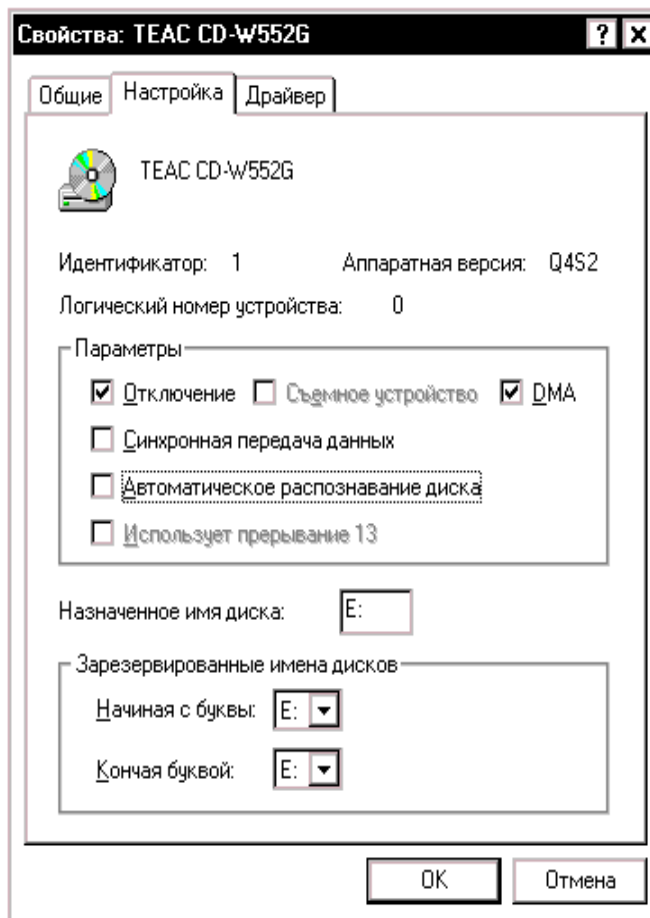 Свойства: TEAC CD-W552G
Общие Настройка Драйвер
TEAC CD-W552G
Идентификатор: 1 Аппаратная версия: Q4S2
Логический номер устройства: 0
Параметры
Отключение Съемное устройство DMA
Синхронная передача данных
Автоматическое распознавание диска
Использует прерывание 13
Назначенное имя диска: E:
Зарезервированные имена дисков
Начиная с буквы: E:
Кончая буквой: E:
OK Отмена